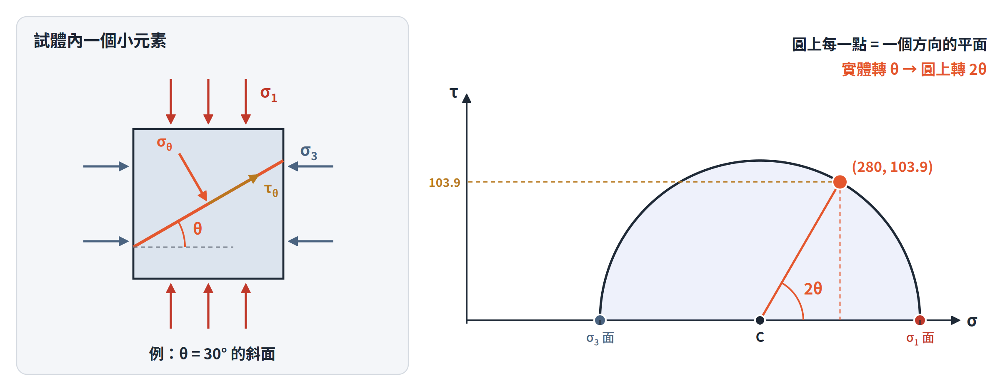 試體內一個小元素
σ1
σθ
σ3
τθ
θ
例：θ = 30° 的斜面
圓上每一點 = 一個方向的平面
實體轉 θ → 圓上轉 2θ
τ
(280, 103.9)
103.9
2θ
σ
σ3 面
C
σ1 面